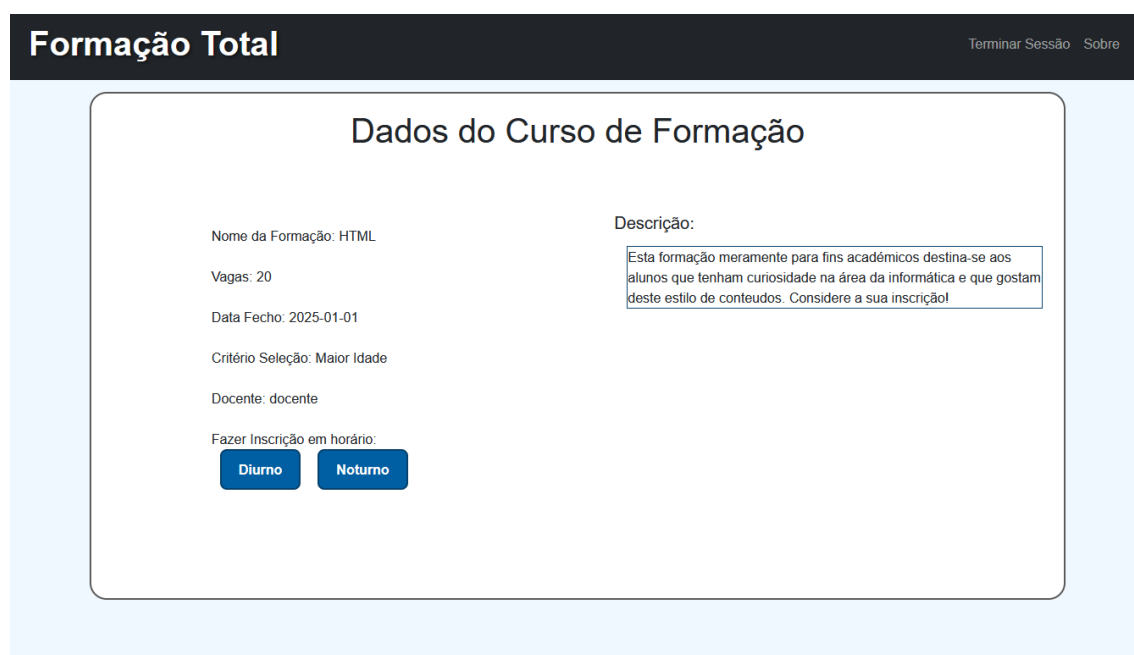 Formação Total
Terminar Sessão Sobre
Dados do Curso de Formação
Nome da Formação: HTML
Vagas: 20
Data Fecho: 2025-01-01
Critério Seleção: Maior Idade
Docente: docente
Fazer Inscrição em horário:
Diurno Noturno
Descrição:
Esta formação meramente para fins académicos destina-se aos
alunos que tenham curiosidade na área da informática e que gostam
deste estilo de conteudos. Considere a sua inscrição!